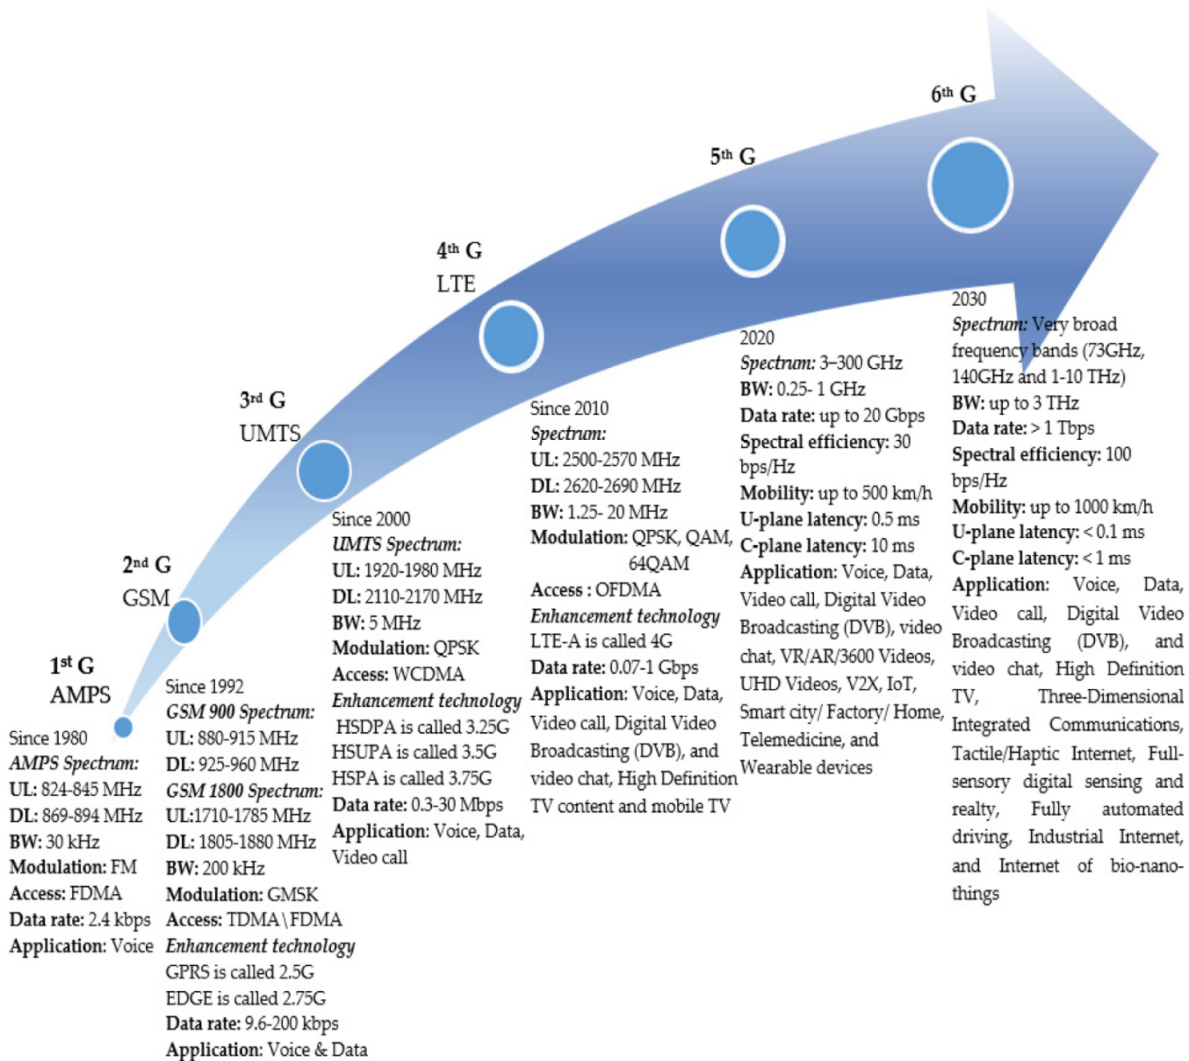 1st G
AMPS
Since 1980
AMPS Spectrum:
UL: 824-845 MHz
DL: 869-894 MHz
BW: 30 kHz
Modulation: FM
Access: FDMA
Data rate: 2.4 kbps
Application: Voice
2nd G
GSM
Since 1992
GSM 900 Spectrum:
UL: 880-915 MHz
DL: 925-960 MHz
GSM 1800 Spectrum:
UL:1710-1785 MHz
DL: 1805-1880 MHz
BW: 200 kHz
Modulation: GMSK
Access: TDMA\FDMA
Enhancement technology
GPRS is called 2.5G
EDGE is called 2.75G
Data rate: 9.6-200 kbps
Application: Voice & Data
3rd G
UMTS
Since 2000
UMTS Spectrum:
UL: 1920-1980 MHz
DL: 2110-2170 MHz
BW: 5 MHz
Modulation: QPSK
Access: WCDMA
Enhancement technology
HSDPA is called 3.25G
HSUPA is called 3.5G
HSPA is called 3.75G
Data rate: 0.3-30 Mbps
Application: Voice, Data,
Video call
4th G
LTE
Since 2010
Spectrum:
UL: 2500-2570 MHz
DL: 2620-2690 MHz
BW: 1.25- 20 MHz
Modulation: QPSK, QAM,
64QAM
Access : OFDMA
Enhancement technology
LTE-A is called 4G
Data rate: 0.07-1 Gbps
Application: Voice, Data,
Video call, Digital Video
Broadcasting (DVB), and
video chat, High Definition
TV content and mobile TV
5th G
2020
Spectrum: 3–300 GHz
BW: 0.25- 1 GHz
Data rate: up to 20 Gbps
Spectral efficiency: 30
bps/Hz
Mobility: up to 500 km/h
U-plane latency: 0.5 ms
C-plane latency: 10 ms
Application: Voice, Data,
Video call, Digital Video
Broadcasting (DVB), video
chat, VR/AR/3600 Videos,
UHD Videos, V2X, IoT,
Smart city/ Factory/ Home,
Telemedicine, and
Wearable devices
6th G
2030
Spectrum: Very broad
frequency bands (73GHz,
140GHz and 1-10 THz)
BW: up to 3 THz
Data rate: > 1 Tbps
Spectral efficiency: 100
bps/Hz
Mobility: up to 1000 km/h
U-plane latency: < 0.1 ms
C-plane latency: < 1 ms
Application: Voice, Data,
Video call, Digital Video
Broadcasting (DVB), and
video chat, High Definition
TV, Three-Dimensional
Integrated Communications,
Tactile/Haptic Internet, Full-
sensory digital sensing and
realty, Fully automated
driving, Industrial Internet,
and Internet of bio-nano-
things